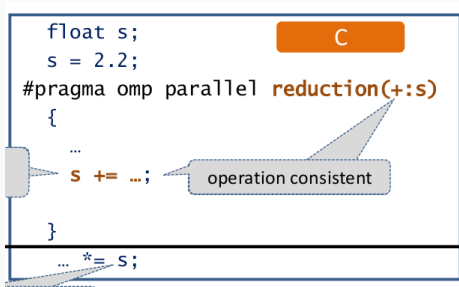 float s;
C
s = 2.2;
#pragma omp parallel reduction(+:s)
{
…
s += …;
operation consistent
}
… *= s;